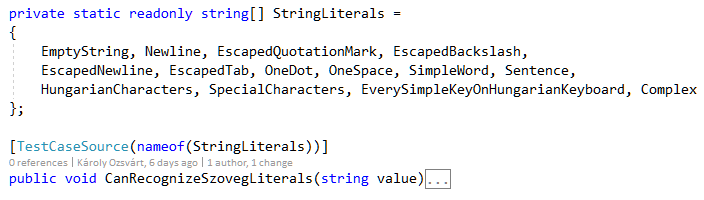 private static readonly string[] StringLiterals =
{
EmptyString, Newline, EscapedQuotationMark, EscapedBackslash,
EscapedNewline, EscapedTab, OneDot, OneSpace, SimpleWord, Sentence,
HungarianCharacters, SpecialCharacters, EverySimpleKeyOnHungarianKeyboard, Complex
};
[TestCaseSource(nameof(StringLiterals))]
0 references | Károly Ozsvárt, 6 days ago | 1 author, 1 change
public void CanRecognizeSzovegLiterals(string value)...